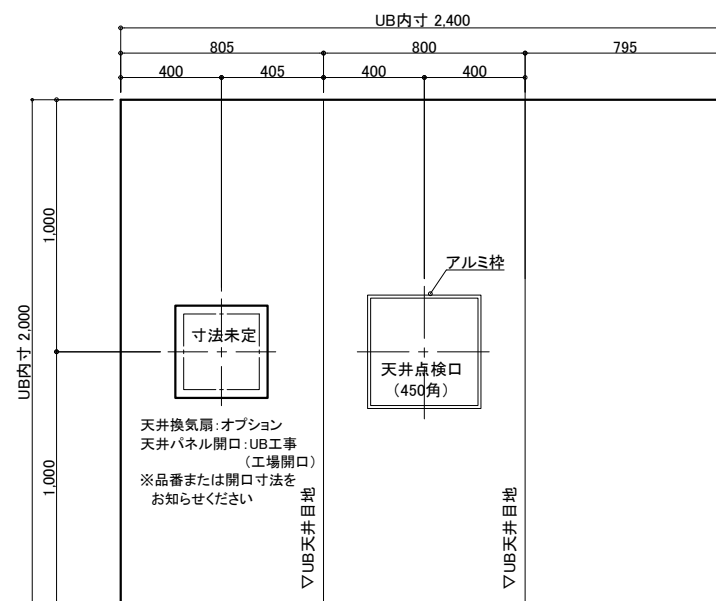 UB内寸 2,400
805
800
795
400
405
400
400
1,000
UB内寸 2,000
1,000
アルミ枠
寸法未定
天井点検口
(450角)
天井換気扇:オプション
天井パネル開口:UB工事
(工場開口)
※品番または開口寸法を
お知らせください
▽UB天井目地
▽UB天井目地